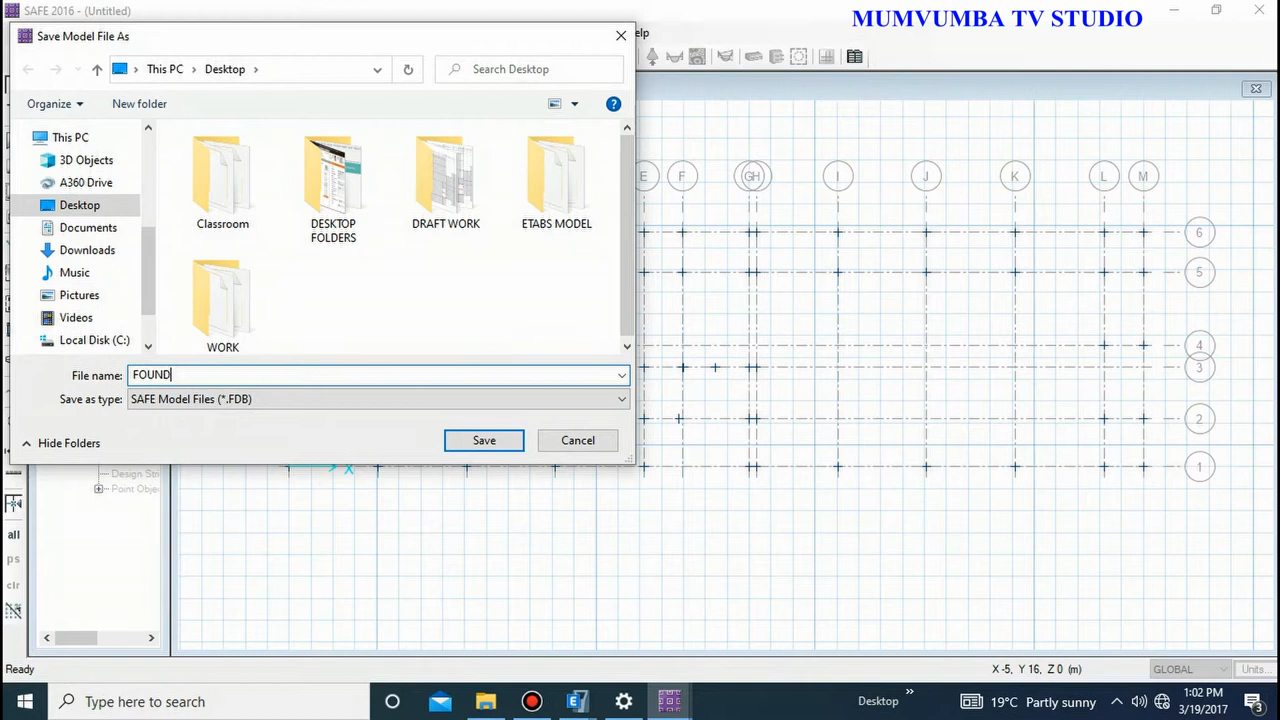 SAFE 2016 - (Untitled)
MUMVUMBA TV STUDIO
Save Model File As
elp
This PC
Desktop
Search Desktop
Organize
New folder
This PC
3D Objects
A360 Drive
Desktop
Documents
Downloads
Music
Pictures
Videos
Local Disk (C:)
Classroom
DESKTOP FOLDERS
DRAFT WORK
ETABS MODEL
WORK
File name: FOUND
Save as type: SAFE Model Files (*.FDB)
Hide Folders
Save
Cancel
E F G H I J K L M
6
5
4
3
2
1
X
Design Stri
Point Objec
all
ps
clr
Ready
X -5, Y 16, Z 0 (m)
GLOBAL
Units...
Type here to search
Desktop
19°C Partly sunny
1:02 PM
3/19/2017
3